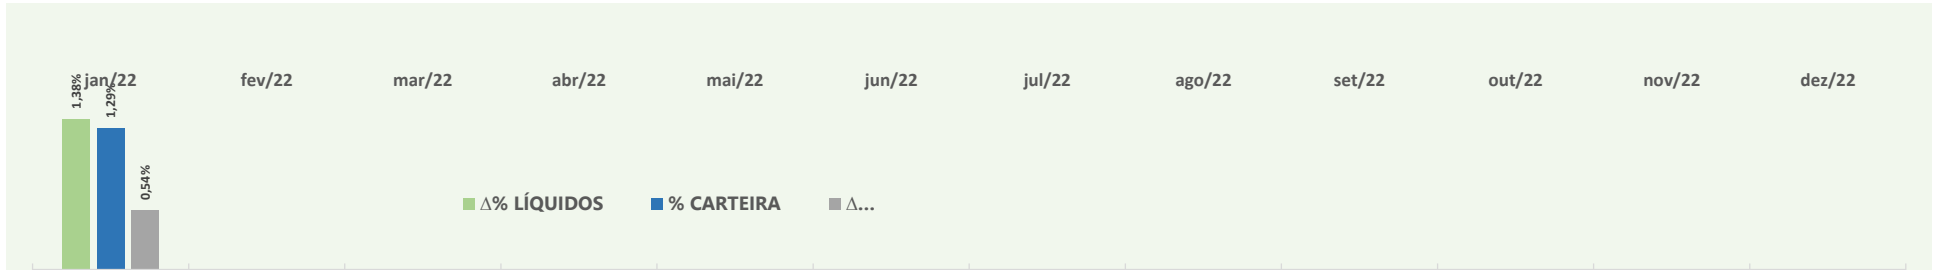 jan/22 fev/22 mar/22 abr/22 mai/22 jun/22 jul/22 ago/22 set/22 out/22 nov/22 dez/22
1,38%
1,29%
0,54%
∆% LÍQUIDOS % CARTEIRA ∆...